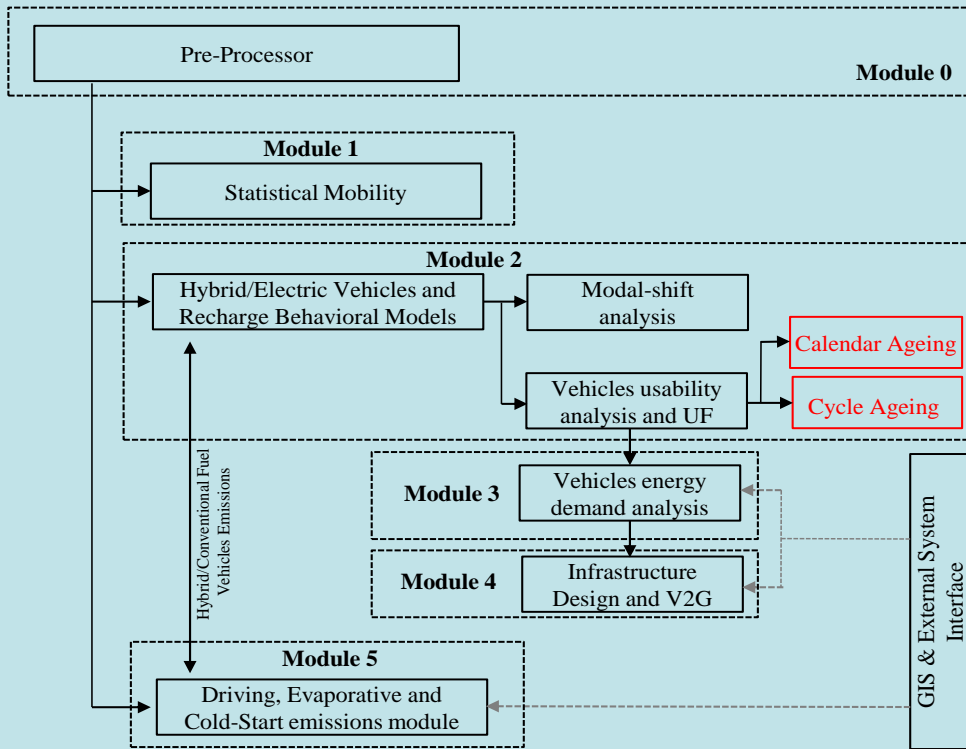 Pre-Processor
Module 0
Module 1
Statistical Mobility
Module 2
Hybrid/Electric Vehicles and
Recharge Behavioral Models
Modal-shift
analysis
Calendar Ageing
Vehicles usability
analysis and UF
Cycle Ageing
Hybrid/Conventional Fuel
Vehicles Emissions
Module 3
Vehicles energy
demand analysis
Module 4
Infrastructure
Design and V2G
GIS & External System
Interface
Module 5
Driving, Evaporative and
Cold-Start emissions module